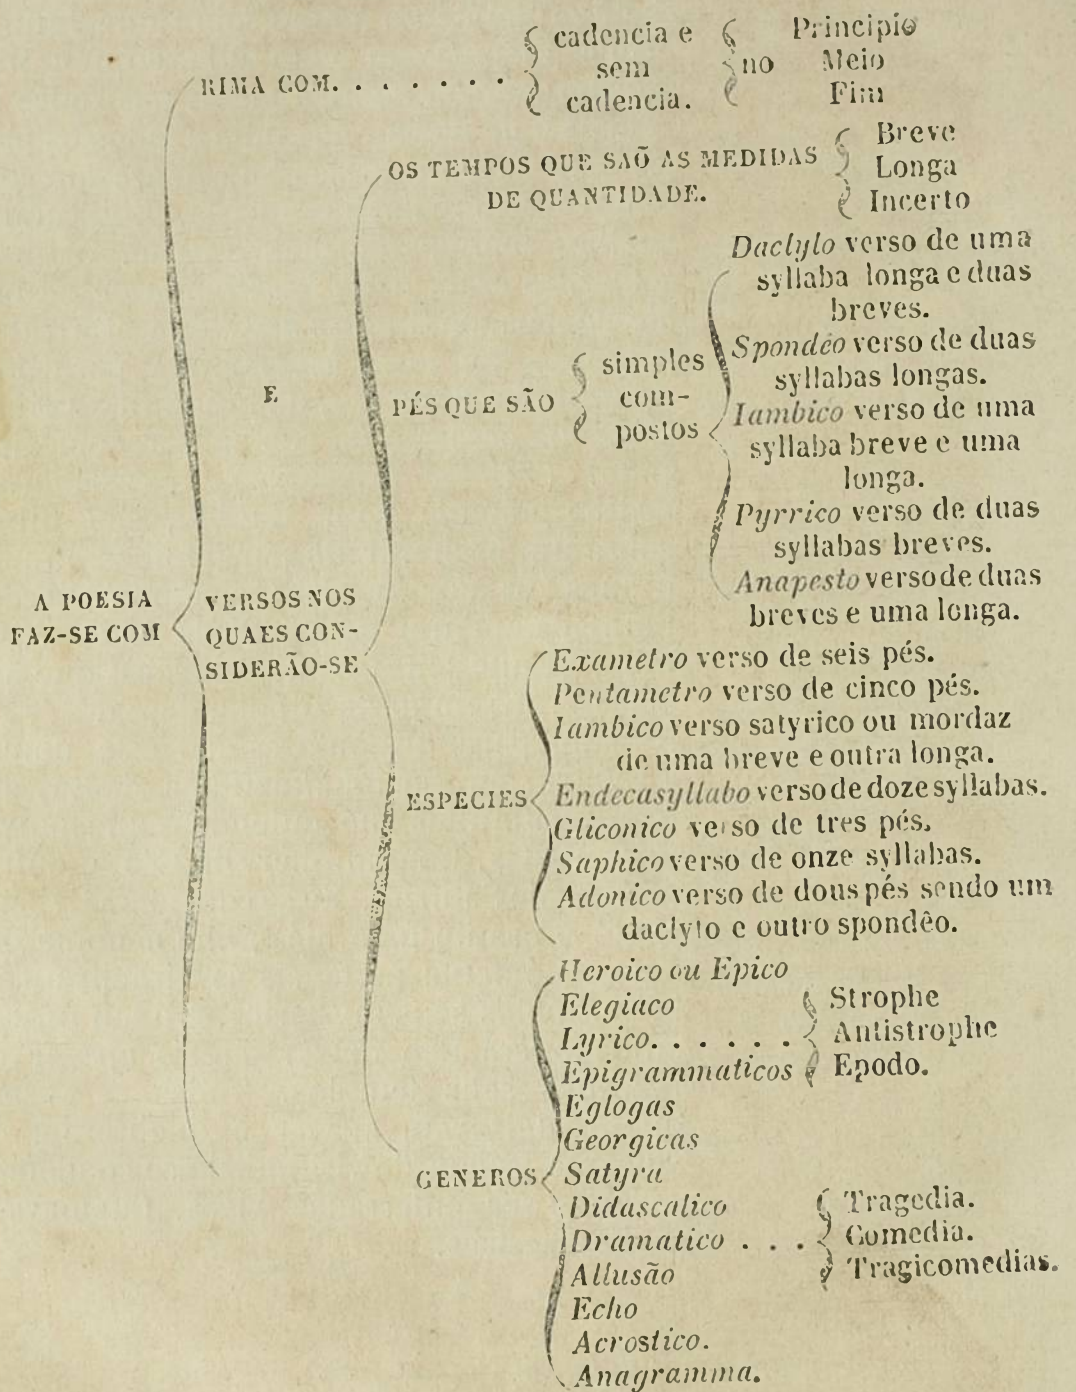 A POESIA
FAZ-SE COM
RIMA COM. . . . . . .
cadencia e
sem
cadencia.
no
Principio
Meio
Fim
E
VERSOS NOS
QUAES CON-
SIDERÃO-SE
OS TEMPOS QUE SAÕ AS MEDIDAS
DE QUANTIDADE.
Breve
Longa
Incerto
PÉS QUE SÃO
simples
com-
postos
Daclylo verso de uma
syllaba longa e duas
breves.
Spondêo verso de duas
syllabas longas.
Iambico verso de uma
syllaba breve e uma
longa.
Pyrrico verso de duas
syllabas breves.
Anapesto verso de duas
breves e uma longa.
ESPECIES
Exametro verso de seis pés.
Pentametro verso de cinco pés.
Iambico verso satyrico ou mordaz
de uma breve e outra longa.
Endecasyllabo verso de doze syllabas.
Gliconico verso de tres pés.
Saphico verso de onze syllabas.
Adonico verso de dous pés sendo um
daclyto e outro spondêo.
GENEROS
Heroico ou Epico
Elegiaco
Lyrico. . . . . .
Strophe
Antistrophe
Epodo.
Epigrammaticos
Eglogas
Georgicas
Satyra
Didascalico
Dramatico . . .
Tragedia.
Comedia.
Tragicomedias.
Allusão
Echo
Acrostico.
Anagramma.